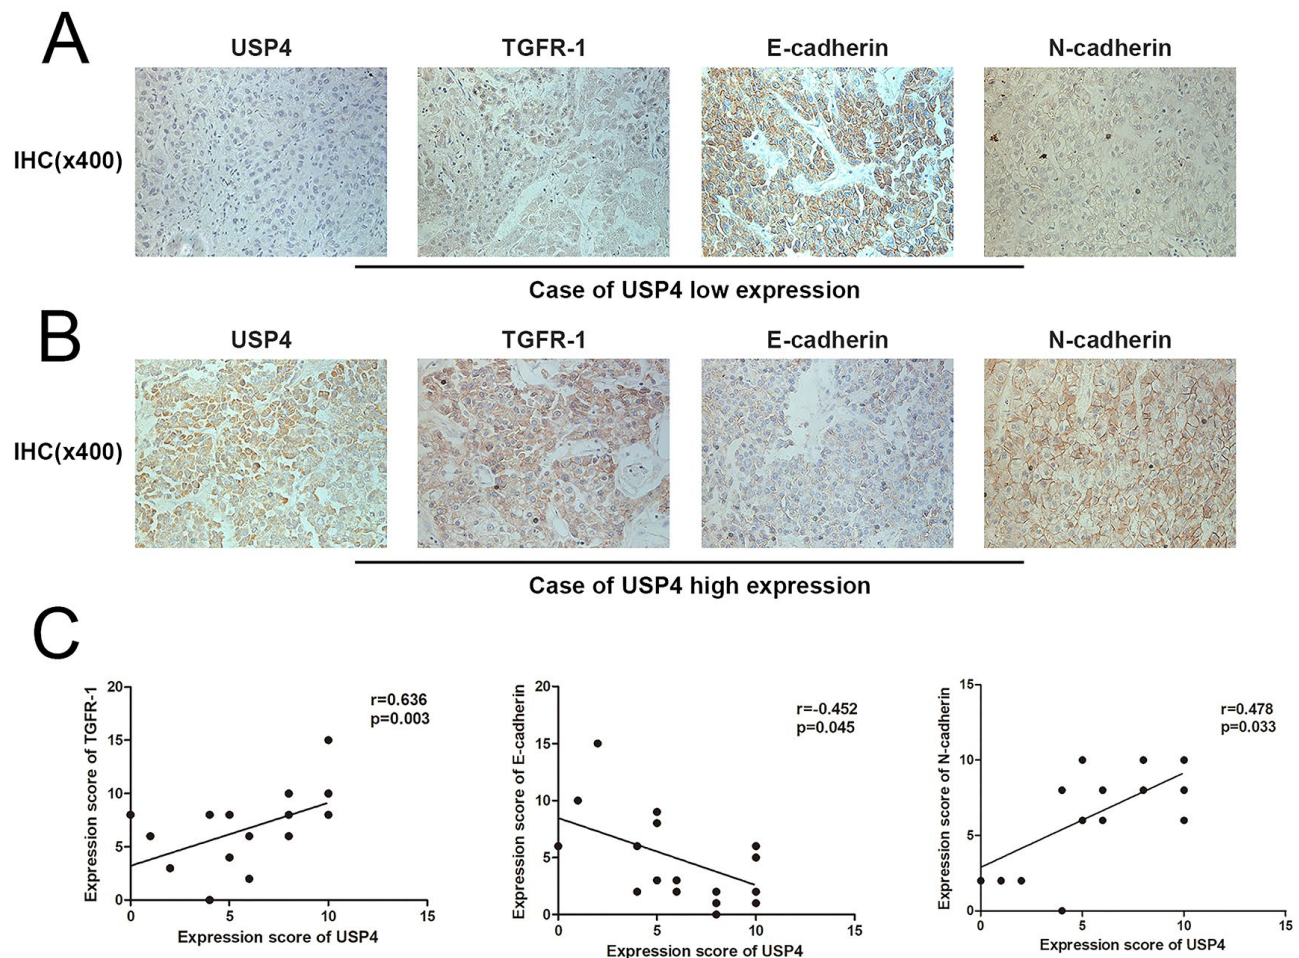 A
USP4 TGFR-1 E-cadherin N-cadherin
IHC(x400)
Case of USP4 low expression
B
USP4 TGFR-1 E-cadherin N-cadherin
IHC(x400)
Case of USP4 high expression
C
Expression score of TGFR-1
20
15
10
5
0
r=0.636
p=0.003
0 5 10 15
Expression score of USP4
Expression score of E-cadherin
20
15
10
5
0
r=-0.452
p=0.045
0 5 10 15
Expression score of USP4
Expression score of N-cadherin
15
10
5
0
r=0.478
p=0.033
0 5 10 15
Expression score of USP4